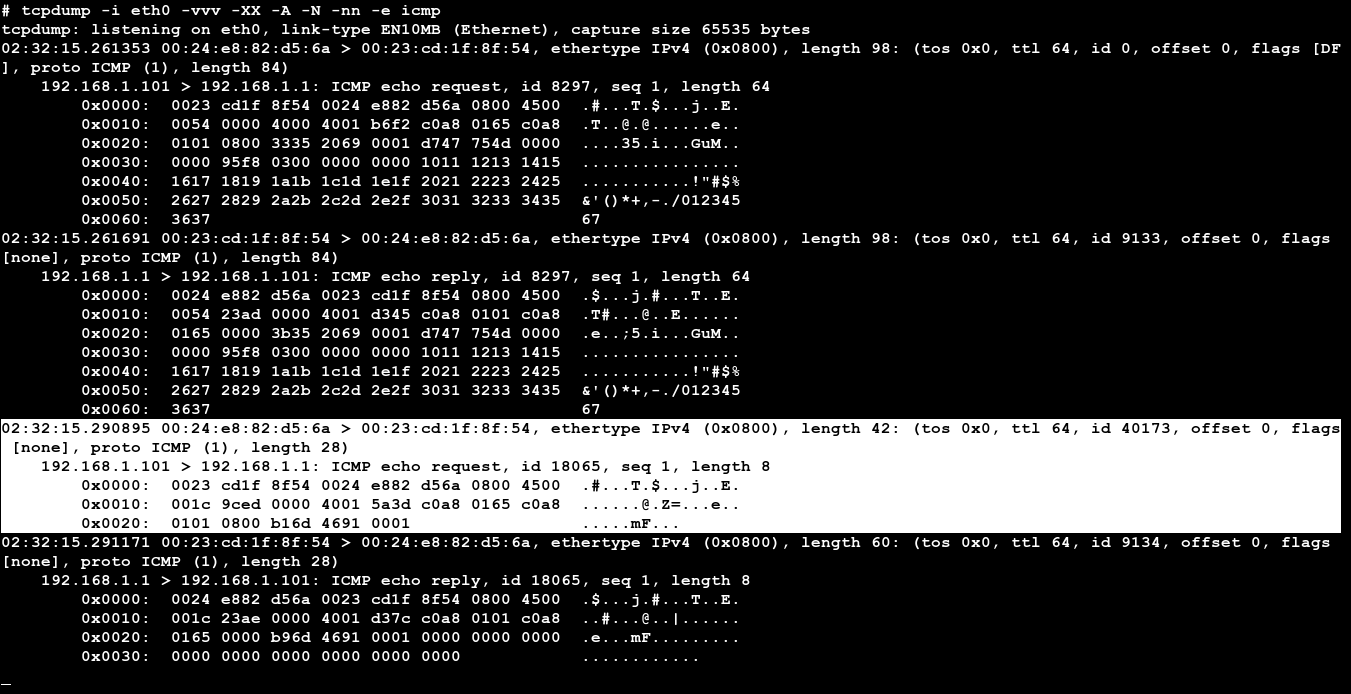 # tcpdump -i eth0 -vvv -XX -A -N -nn -e icmp
tcpdump: listening on eth0, link-type EN10MB (Ethernet), capture size 65535 bytes
02:32:15.261353 00:24:e8:82:d5:6a > 00:23:cd:1f:8f:54, ethertype IPv4 (0x0800), length 98: (tos 0x0, ttl 64, id 0, offset 0, flags [DF
], proto ICMP (1), length 84)
    192.168.1.101 > 192.168.1.1: ICMP echo request, id 8297, seq 1, length 64
        0x0000:  0023 cd1f 8f54 0024 e882 d56a 0800 4500  .#...T.$...j..E.
        0x0010:  0054 0000 4000 4001 b6f2 c0a8 0165 c0a8  .T..@.@......e..
        0x0020:  0101 0800 3335 2069 0001 d747 754d 0000  ....35.i...GuM..
        0x0030:  0000 95f8 0300 0000 0000 1011 1213 1415  ................
        0x0040:  1617 1819 1a1b 1c1d 1e1f 2021 2223 2425  ...........!"#$%
        0x0050:  2627 2829 2a2b 2c2d 2e2f 3031 3233 3435  &'()*+,-./012345
        0x0060:  3637                                     67
02:32:15.261691 00:23:cd:1f:8f:54 > 00:24:e8:82:d5:6a, ethertype IPv4 (0x0800), length 98: (tos 0x0, ttl 64, id 9133, offset 0, flags
[none], proto ICMP (1), length 84)
    192.168.1.1 > 192.168.1.101: ICMP echo reply, id 8297, seq 1, length 64
        0x0000:  0024 e882 d56a 0023 cd1f 8f54 0800 4500  .$...j.#...T..E.
        0x0010:  0054 23ad 0000 4001 d345 c0a8 0101 c0a8  .T#...@..E......
        0x0020:  0165 0000 3b35 2069 0001 d747 754d 0000  .e..;5.i...GuM..
        0x0030:  0000 95f8 0300 0000 0000 1011 1213 1415  ................
        0x0040:  1617 1819 1a1b 1c1d 1e1f 2021 2223 2425  ...........!"#$%
        0x0050:  2627 2829 2a2b 2c2d 2e2f 3031 3233 3435  &'()*+,-./012345
        0x0060:  3637                                     67
02:32:15.290895 00:24:e8:82:d5:6a > 00:23:cd:1f:8f:54, ethertype IPv4 (0x0800), length 42: (tos 0x0, ttl 64, id 40173, offset 0, flags
 [none], proto ICMP (1), length 28)
    192.168.1.101 > 192.168.1.1: ICMP echo request, id 18065, seq 1, length 8
        0x0000:  0023 cd1f 8f54 0024 e882 d56a 0800 4500  .#...T.$...j..E.
        0x0010:  001c 9ced 0000 4001 5a3d c0a8 0165 c0a8  ......@.Z=...e..
        0x0020:  0101 0800 b16d 4691 0001                 .....mF...
02:32:15.291171 00:23:cd:1f:8f:54 > 00:24:e8:82:d5:6a, ethertype IPv4 (0x0800), length 60: (tos 0x0, ttl 64, id 9134, offset 0, flags
[none], proto ICMP (1), length 28)
    192.168.1.1 > 192.168.1.101: ICMP echo reply, id 18065, seq 1, length 8
        0x0000:  0024 e882 d56a 0023 cd1f 8f54 0800 4500  .$...j.#...T..E.
        0x0010:  001c 23ae 0000 4001 d37c c0a8 0101 c0a8  ..#...@..|......
        0x0020:  0165 0000 b96d 4691 0001 0000 0000 0000  .e...mF.........
        0x0030:  0000 0000 0000 0000 0000 0000            ............